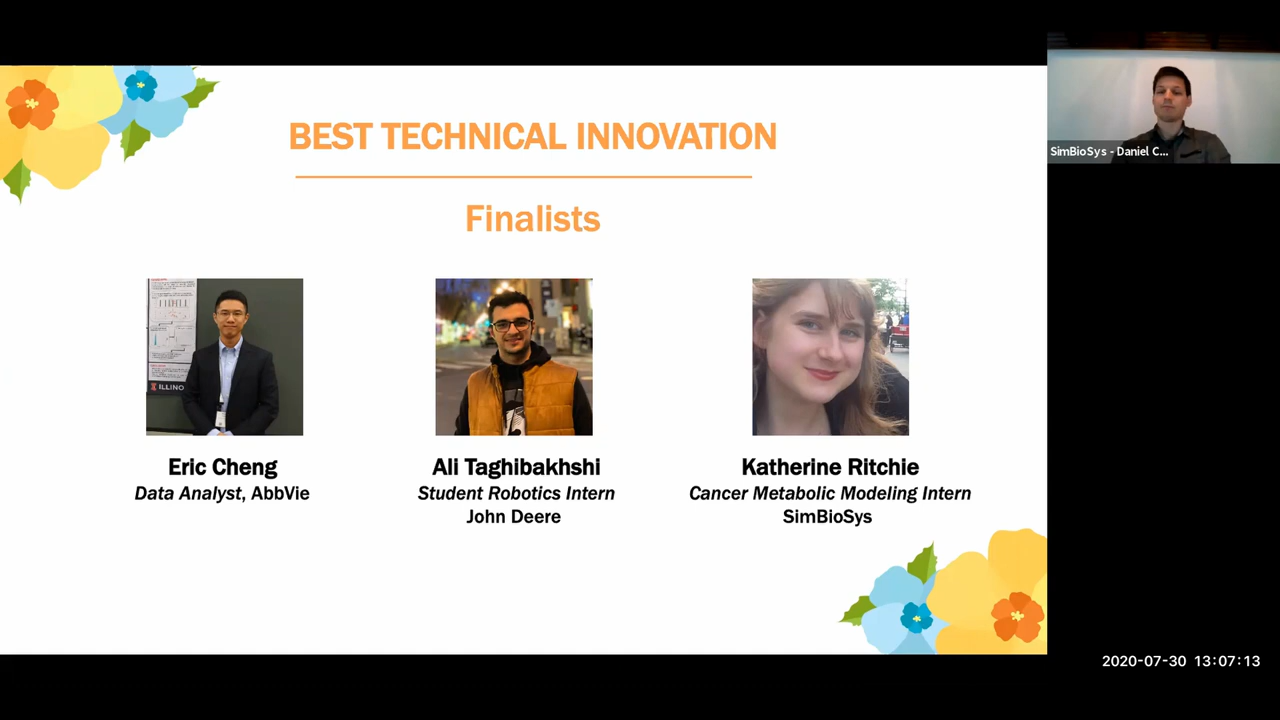 BEST TECHNICAL INNOVATION
Finalists
ILLINO
Eric Cheng
Data Analyst, AbbVie
Ali Taghibakhshi
Student Robotics Intern
John Deere
Katherine Ritchie
Cancer Metabolic Modeling Intern
SimBioSys
SimBioSys - Daniel C...
2020-07-30 13:07:13